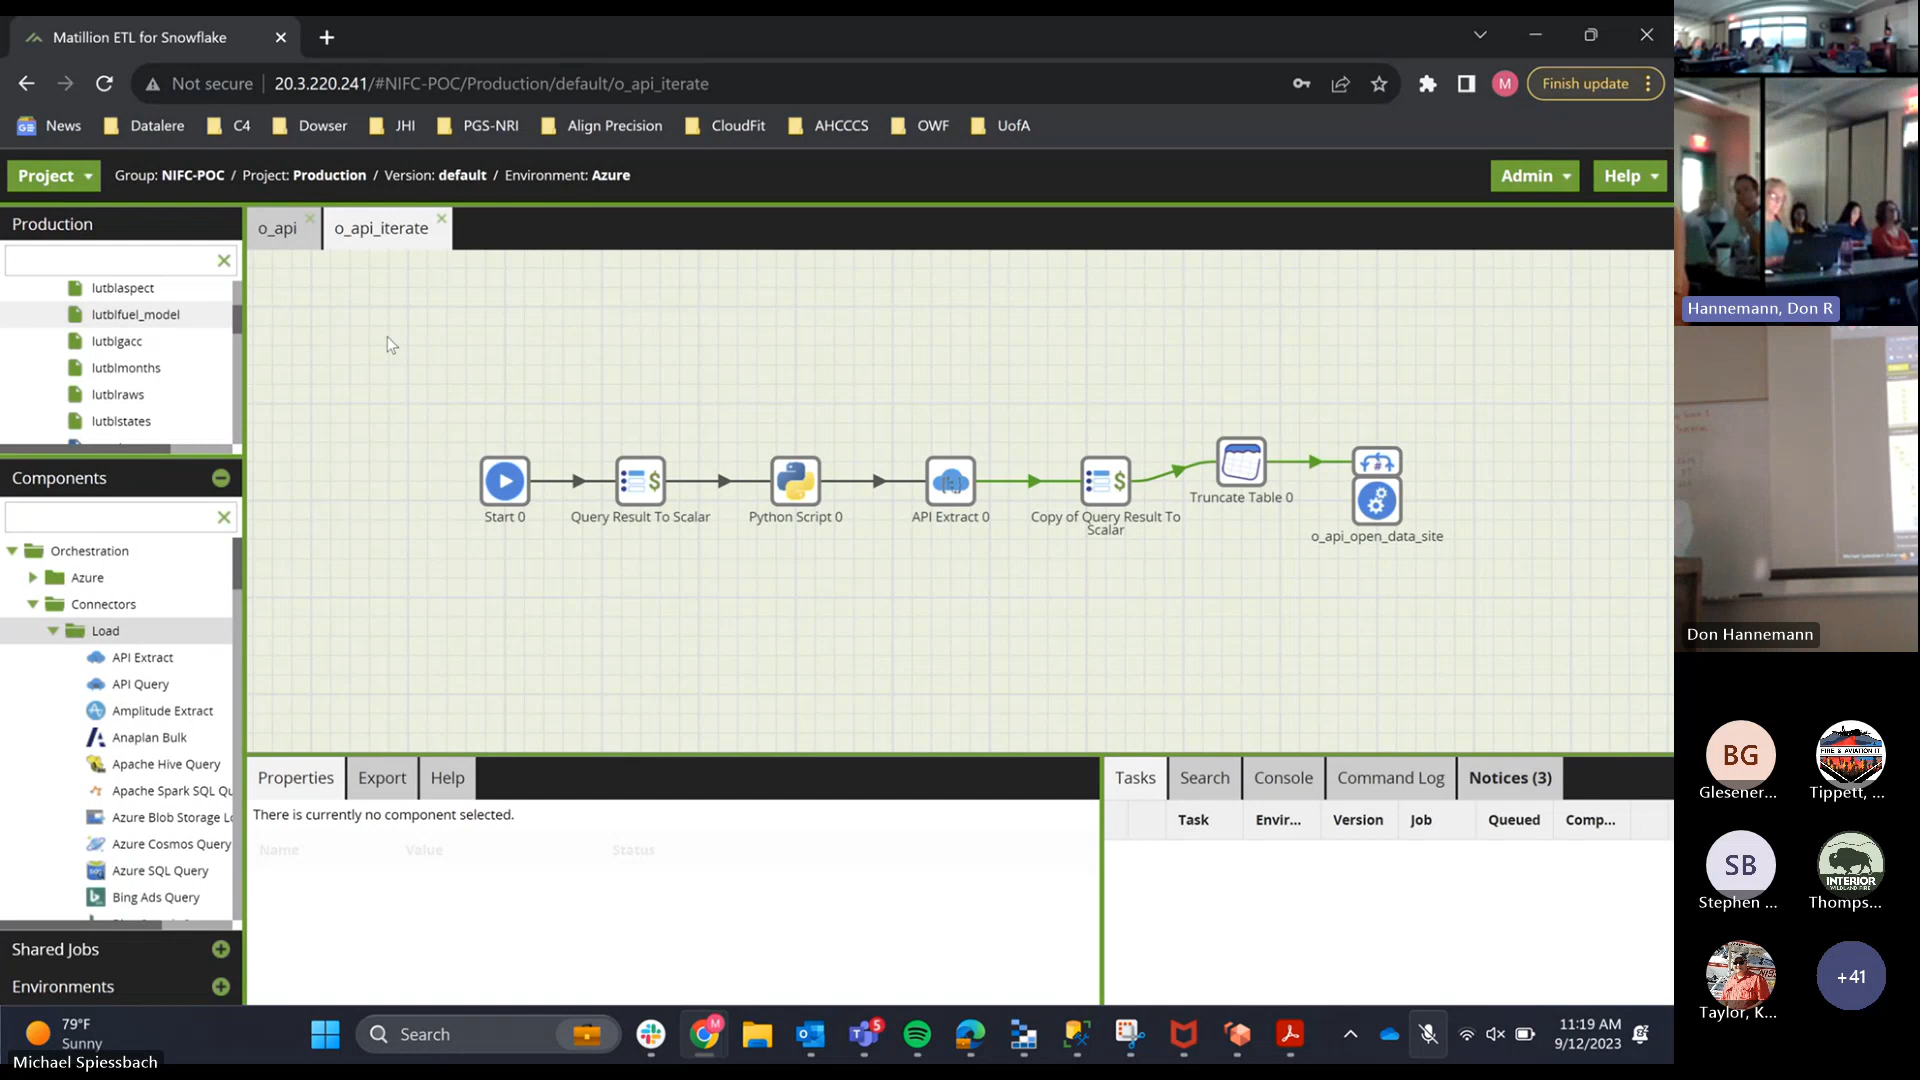 Matillion ETL for Snowflake
Not secure
20.3.220.241/#NIFC-POC/Production/default/o_api_iterate
M
Finish update
News
Datalere
C4
Dowser
JHI
PGS-NRI
Align Precision
CloudFit
AHCCCS
OWF
UofA
Project
Group: NIFC-POC / Project: Production / Version: default / Environment: Azure
Admin
Help
Production
o_api
o_api_iterate
lutblaspect
lutblfuel_model
lutblgacc
lutblmonths
lutblraws
lutblstates
Components
Orchestration
Azure
Connectors
Load
API Extract
API Query
Amplitude Extract
Anaplan Bulk
Apache Hive Query
Apache Spark SQL Qu
Azure Blob Storage Lo
Azure Cosmos Query
Azure SQL Query
Bing Ads Query
Shared Jobs
Environments
Start 0
Query Result To Scalar
Python Script 0
API Extract 0
Copy of Query Result To
Scalar
Truncate Table 0
o_api_open_data_site
Properties
Export
Help
There is currently no component selected.
Name
Value
Status
Tasks
Search
Console
Command Log
Notices (3)
Task
Envir...
Version
Job
Queued
Comp...
79°F
Sunny
Search
M
5
11:19 AM
9/12/2023
Michael Spiessbach
Hannemann, Don R
Don Hannemann
BG
Glesener...
FIRE & AVIATION IT
Tippett, ...
SB
Stephen ...
INTERIOR
WILDLAND FIRE
Thomps...
Taylor, K...
+41